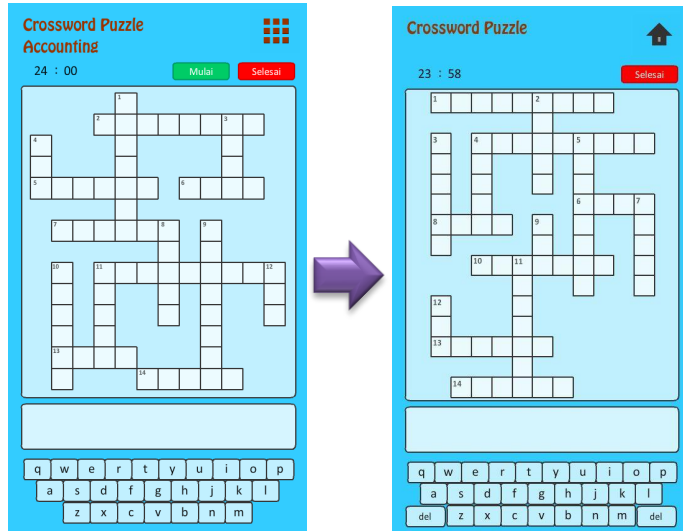 Crossword Puzzle
Accounting
24 : 00
Mulai
Selesai
1
2
3
4
5
6
7
8
9
10
11
12
13
14
q w e r t y u i o p
a s d f g h j k l
z x c v b n m
Crossword Puzzle
23 : 58
Selesai
1
2
3
4
5
6
7
8
9
10
11
12
13
14
q w e r t y u i o p
a s d f g h j k l
del z x c v b n m del